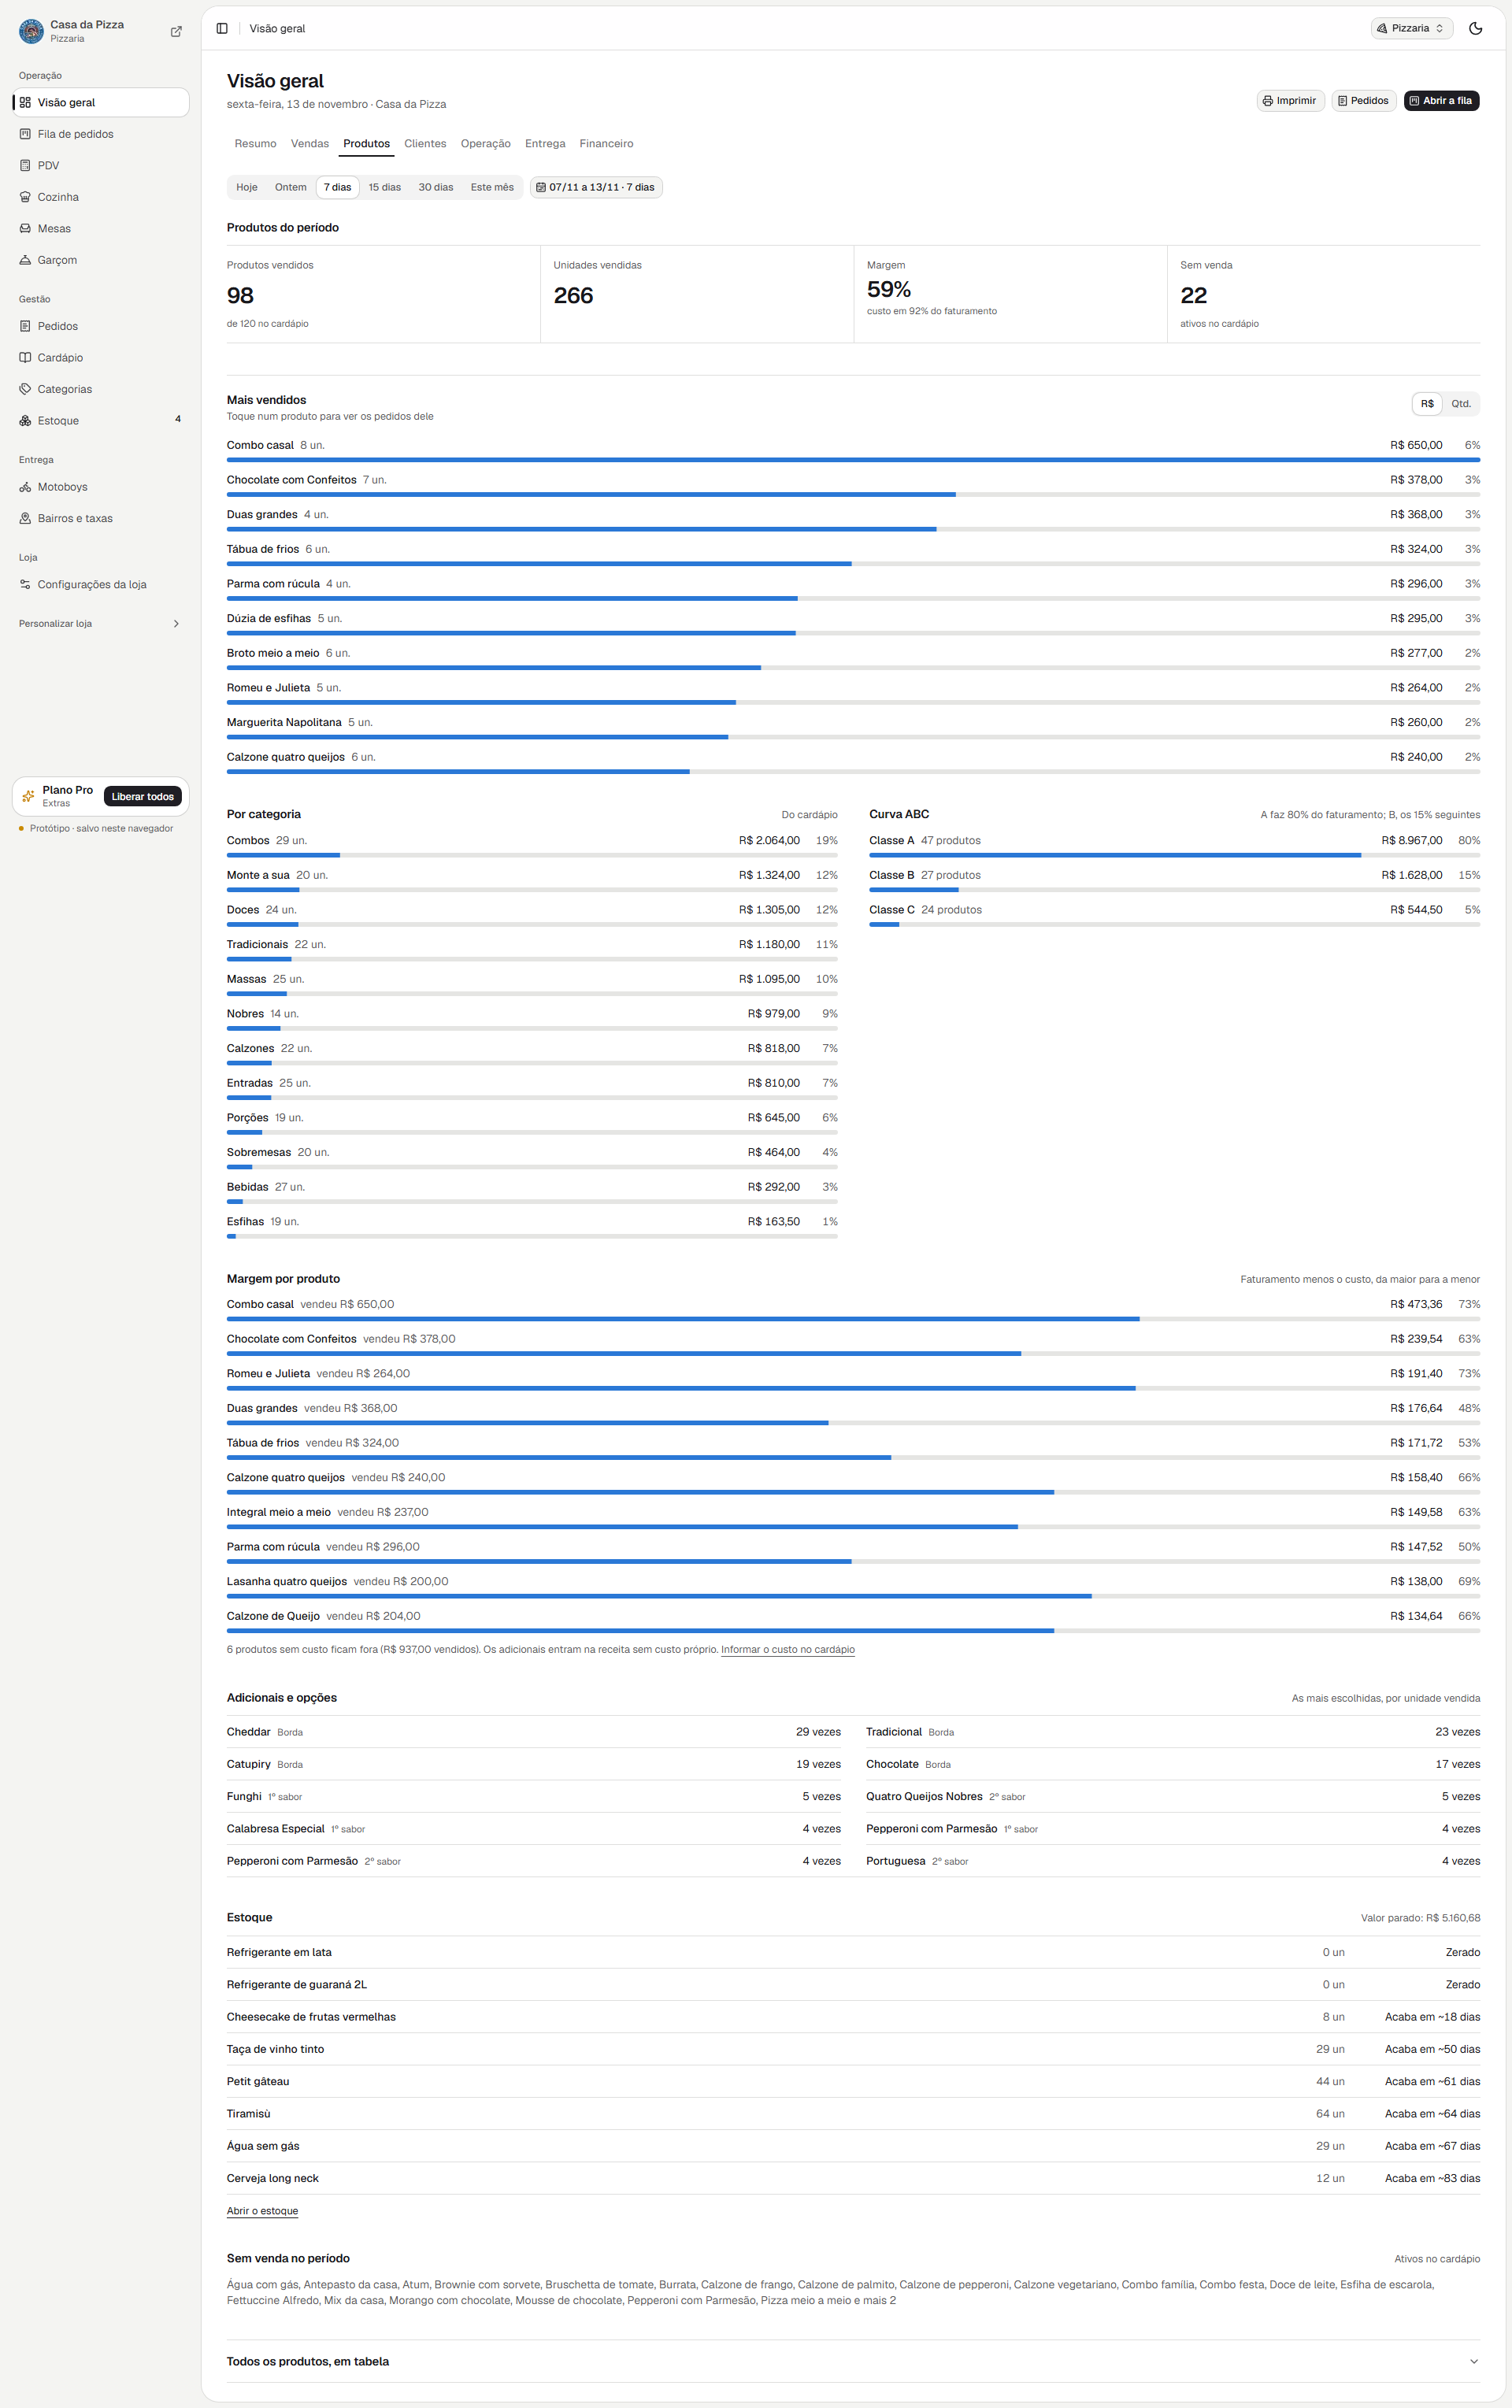 Casa da Pizza
Pizzaria
Operação
Visão geral
Fila de pedidos
PDV
Cozinha
Mesas
Garçom
Gestão
Pedidos
Cardápio
Categorias
Estoque 4
Entrega
Motoboys
Bairros e taxas
Loja
Configurações da loja
Personalizar loja
Plano Pro
Extras
Liberar todos
Protótipo · salvo neste navegador
Visão geral
Pizzaria
Visão geral
sexta-feira, 13 de novembro · Casa da Pizza
Imprimir Pedidos Abrir a fila
Resumo Vendas Produtos Clientes Operação Entrega Financeiro
Hoje Ontem 7 dias 15 dias 30 dias Este mês 07/11 a 13/11 · 7 dias
Produtos do período
Produtos vendidos
98
de 120 no cardápio
Unidades vendidas
266
Margem
59%
custo em 92% do faturamento
Sem venda
22
ativos no cardápio
Mais vendidos
Toque num produto para ver os pedidos dele
R$ Qtd.
Combo casal 8 un. R$ 650,00 6%
Chocolate com Confeitos 7 un. R$ 378,00 3%
Duas grandes 4 un. R$ 368,00 3%
Tábua de frios 6 un. R$ 324,00 3%
Parma com rúcula 4 un. R$ 296,00 3%
Dúzia de esfihas 5 un. R$ 295,00 3%
Broto meio a meio 6 un. R$ 277,00 2%
Romeu e Julieta 5 un. R$ 264,00 2%
Marguerita Napolitana 5 un. R$ 260,00 2%
Calzone quatro queijos 6 un. R$ 240,00 2%
Por categoria Do cardápio
Combos 29 un. R$ 2.064,00 19%
Monte a sua 20 un. R$ 1.324,00 12%
Doces 24 un. R$ 1.305,00 12%
Tradicionais 22 un. R$ 1.180,00 11%
Massas 25 un. R$ 1.095,00 10%
Nobres 14 un. R$ 979,00 9%
Calzones 22 un. R$ 818,00 7%
Entradas 25 un. R$ 810,00 7%
Porções 19 un. R$ 645,00 6%
Sobremesas 20 un. R$ 464,00 4%
Bebidas 27 un. R$ 292,00 3%
Esfihas 19 un. R$ 163,50 1%
Curva ABC A faz 80% do faturamento; B, os 15% seguintes
Classe A 47 produtos R$ 8.967,00 80%
Classe B 27 produtos R$ 1.628,00 15%
Classe C 24 produtos R$ 544,50 5%
Margem por produto Faturamento menos o custo, da maior para a menor
Combo casal vendeu R$ 650,00 R$ 473,36 73%
Chocolate com Confeitos vendeu R$ 378,00 R$ 239,54 63%
Romeu e Julieta vendeu R$ 264,00 R$ 191,40 73%
Duas grandes vendeu R$ 368,00 R$ 176,64 48%
Tábua de frios vendeu R$ 324,00 R$ 171,72 53%
Calzone quatro queijos vendeu R$ 240,00 R$ 158,40 66%
Integral meio a meio vendeu R$ 237,00 R$ 149,58 63%
Parma com rúcula vendeu R$ 296,00 R$ 147,52 50%
Lasanha quatro queijos vendeu R$ 200,00 R$ 138,00 69%
Calzone de Queijo vendeu R$ 204,00 R$ 134,64 66%
6 produtos sem custo ficam fora (R$ 937,00 vendidos). Os adicionais entram na receita sem custo próprio. Informar o custo no cardápio
Adicionais e opções As mais escolhidas, por unidade vendida
Cheddar Borda 29 vezes Tradicional Borda 23 vezes
Catupiry Borda 19 vezes Chocolate Borda 17 vezes
Funghi 1º sabor 5 vezes Quatro Queijos Nobres 2º sabor 5 vezes
Calabresa Especial 1º sabor 4 vezes Pepperoni com Parmesão 1º sabor 4 vezes
Pepperoni com Parmesão 2º sabor 4 vezes Portuguesa 2º sabor 4 vezes
Estoque Valor parado: R$ 5.160,68
Refrigerante em lata 0 un Zerado
Refrigerante de guaraná 2L 0 un Zerado
Cheesecake de frutas vermelhas 8 un Acaba em ~18 dias
Taça de vinho tinto 29 un Acaba em ~50 dias
Petit gâteau 44 un Acaba em ~61 dias
Tiramisù 64 un Acaba em ~64 dias
Água sem gás 29 un Acaba em ~67 dias
Cerveja long neck 12 un Acaba em ~83 dias
Abrir o estoque
Sem venda no período Ativos no cardápio
Água com gás, Antepasto da casa, Atum, Brownie com sorvete, Bruschetta de tomate, Burrata, Calzone de frango, Calzone de palmito, Calzone de pepperoni, Calzone vegetariano, Combo família, Combo festa, Doce de leite, Esfiha de escarola,
Fettuccine Alfredo, Mix da casa, Morango com chocolate, Mousse de chocolate, Pepperoni com Parmesão, Pizza meio a meio e mais 2
Todos os produtos, em tabela